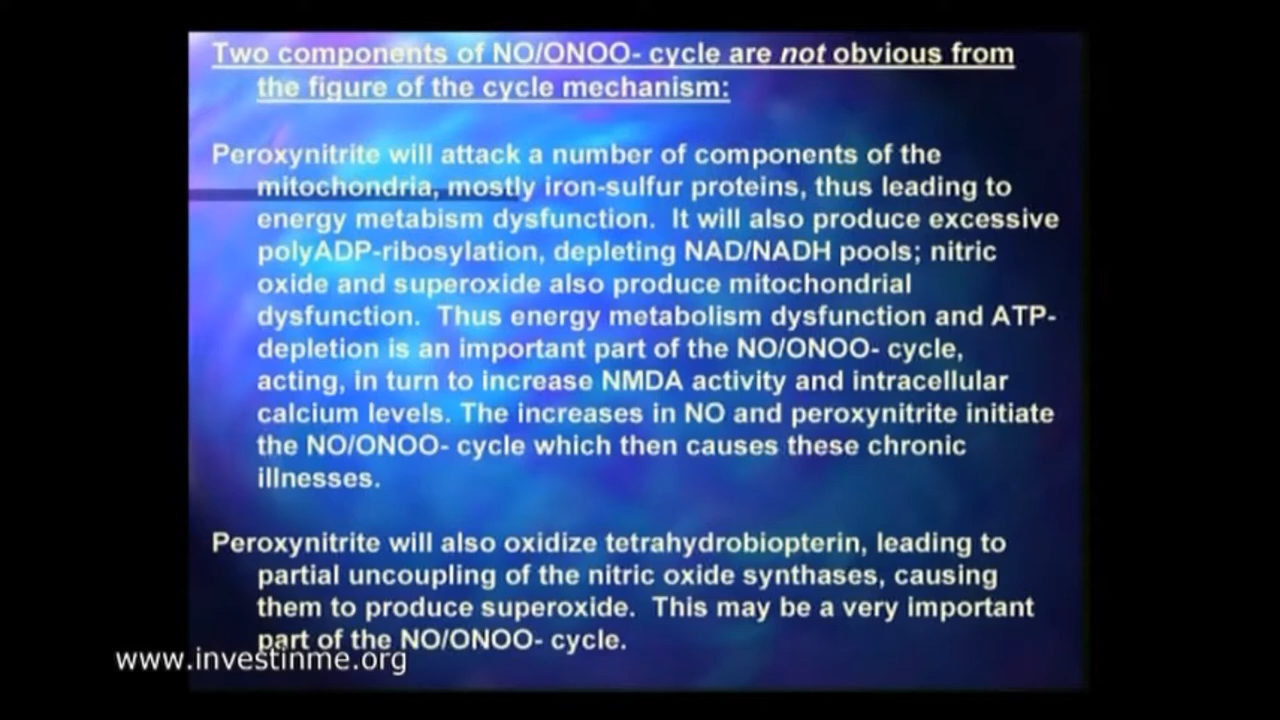 Two components of NO/ONOO- cycle are not obvious from
the figure of the cycle mechanism:
Peroxynitrite will attack a number of components of the
mitochondria, mostly iron-sulfur proteins, thus leading to
energy metabism dysfunction.  It will also produce excessive
polyADP-ribosylation, depleting NAD/NADH pools; nitric
oxide and superoxide also produce mitochondrial
dysfunction.  Thus energy metabolism dysfunction and ATP-
depletion is an important part of the NO/ONOO- cycle,
acting, in turn to increase NMDA activity and intracellular
calcium levels. The increases in NO and peroxynitrite initiate
the NO/ONOO- cycle which then causes these chronic
illnesses.
Peroxynitrite will also oxidize tetrahydrobiopterin, leading to
partial uncoupling of the nitric oxide synthases, causing
them to produce superoxide.  This may be a very important
part of the NO/ONOO- cycle.
www.investinme.org